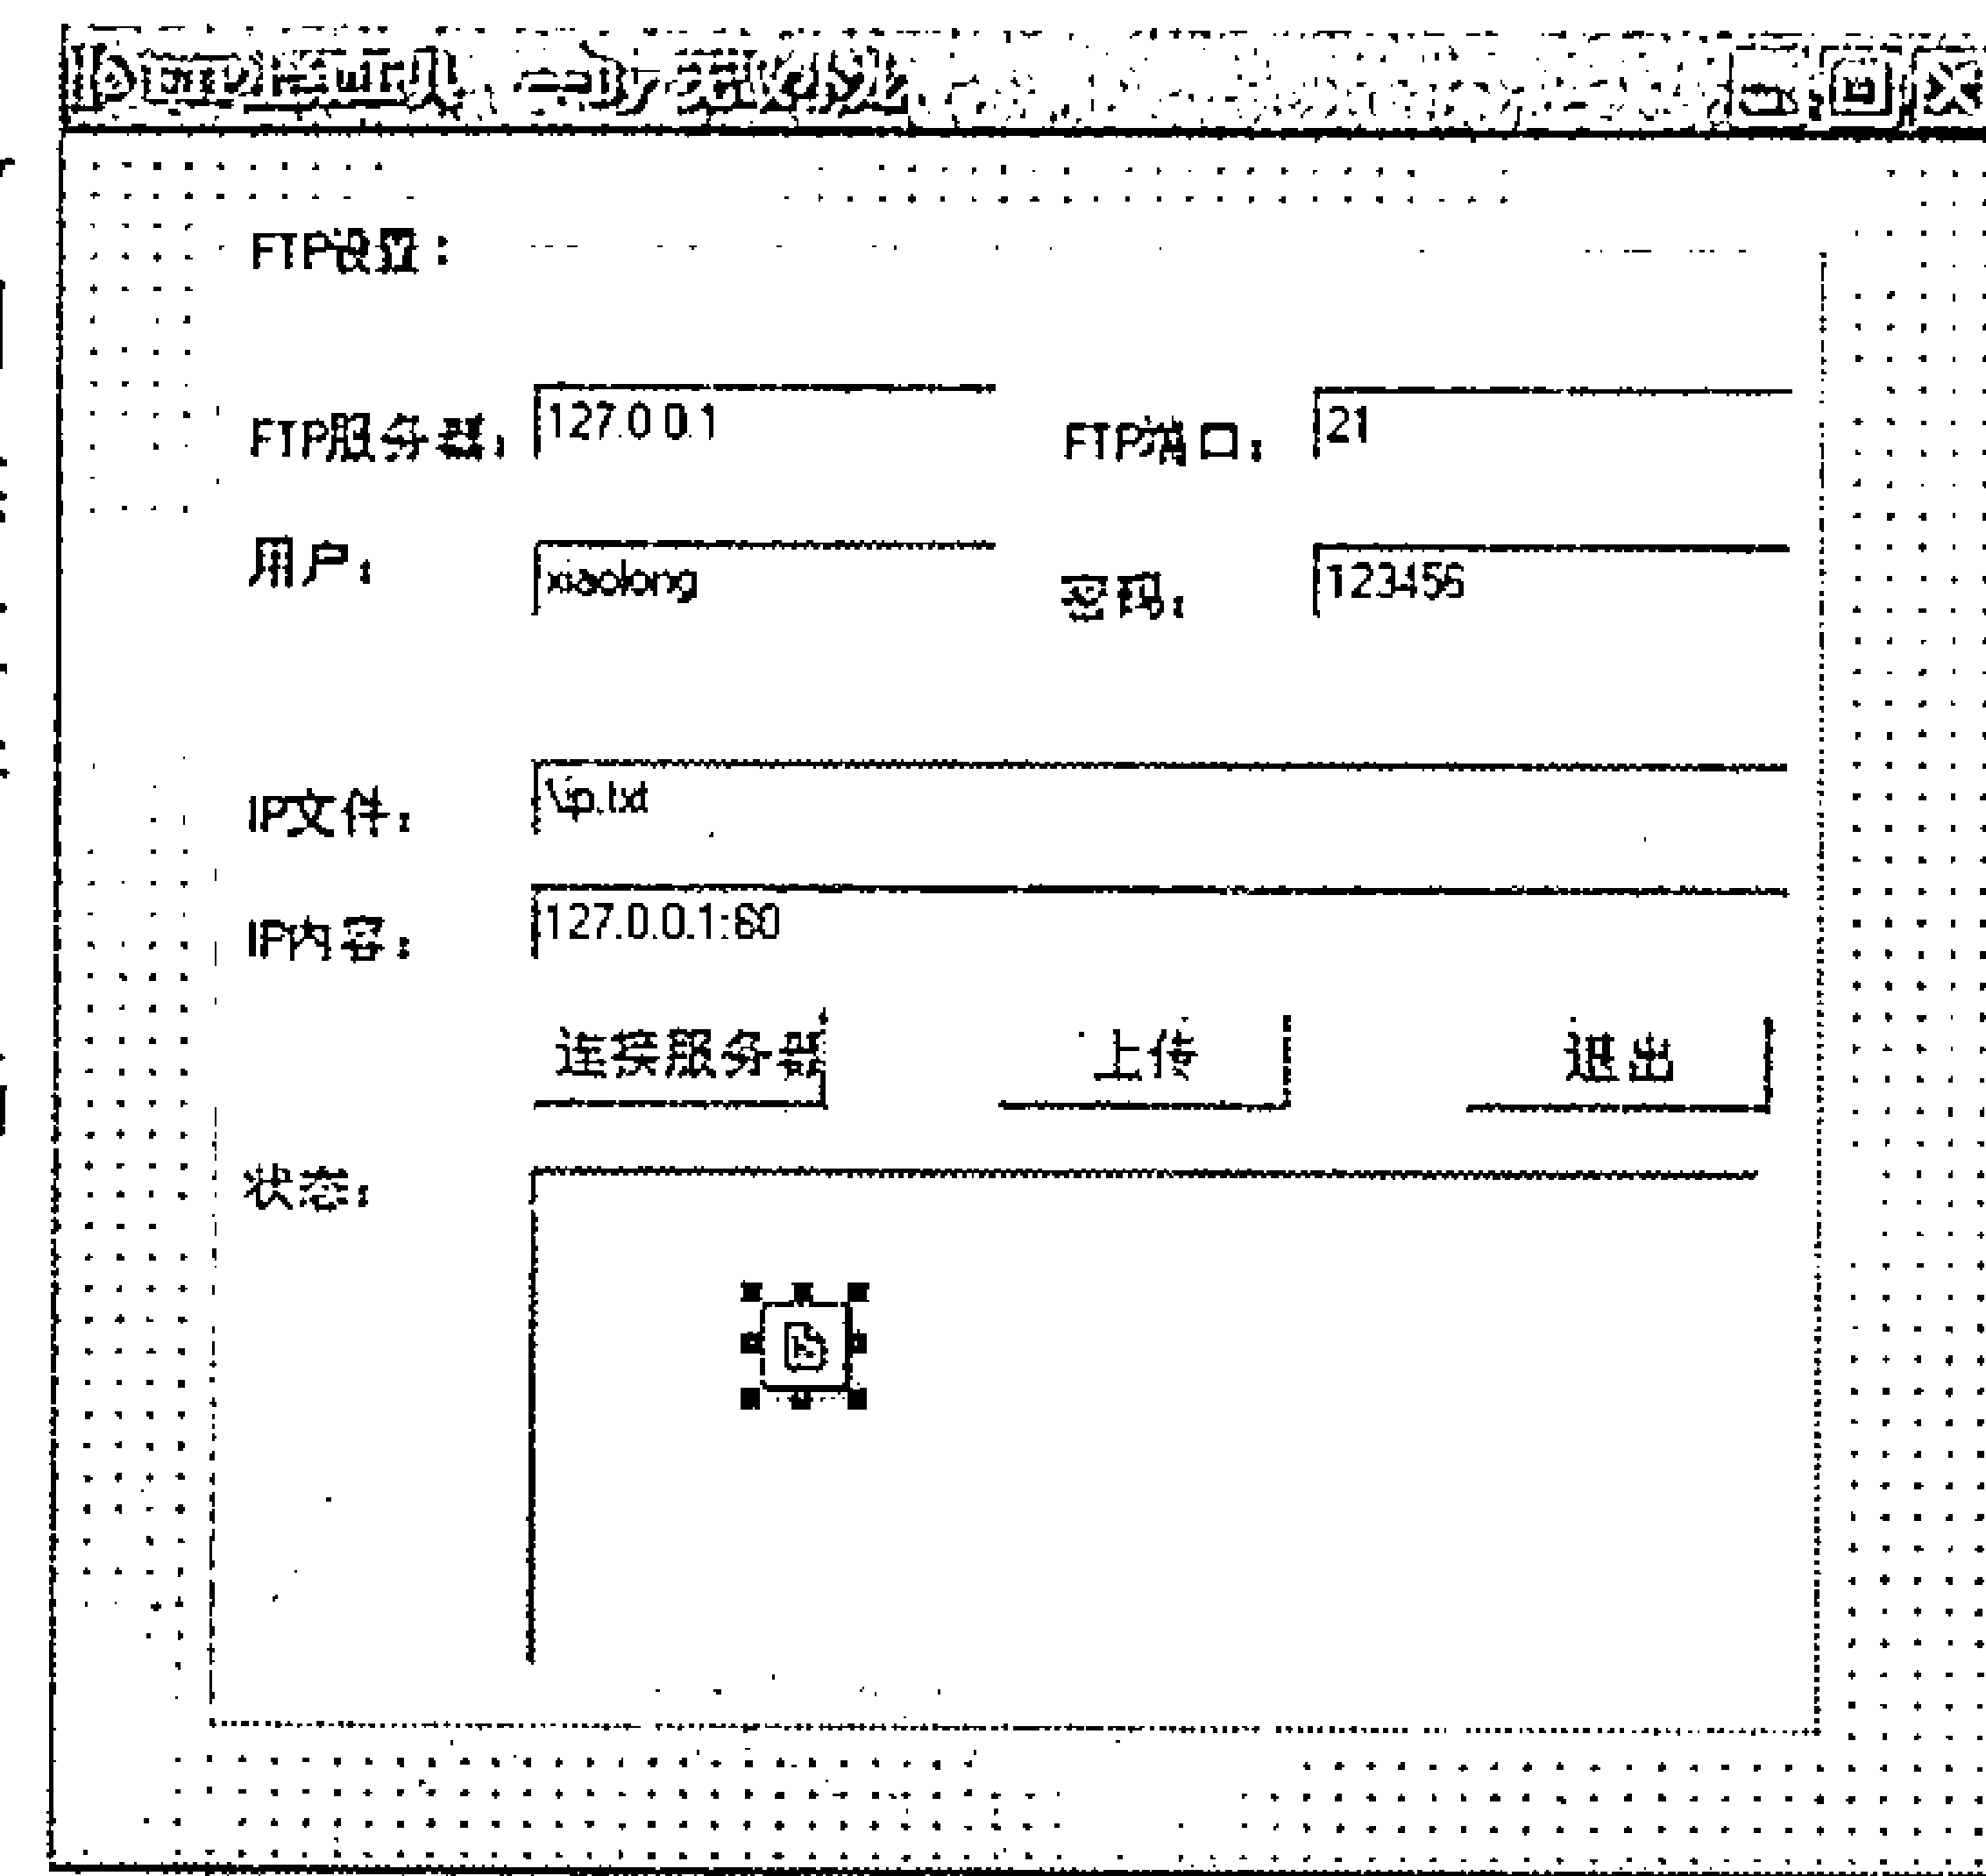 FTP设置：
FTP服务器： 127.0.0.1 FTP端口： 21
用户： xiaolong 密码： 123456
IP文件： \ip.txt
IP内容： 127.0.0.1:80
连接服务器 上传 退出
状态：